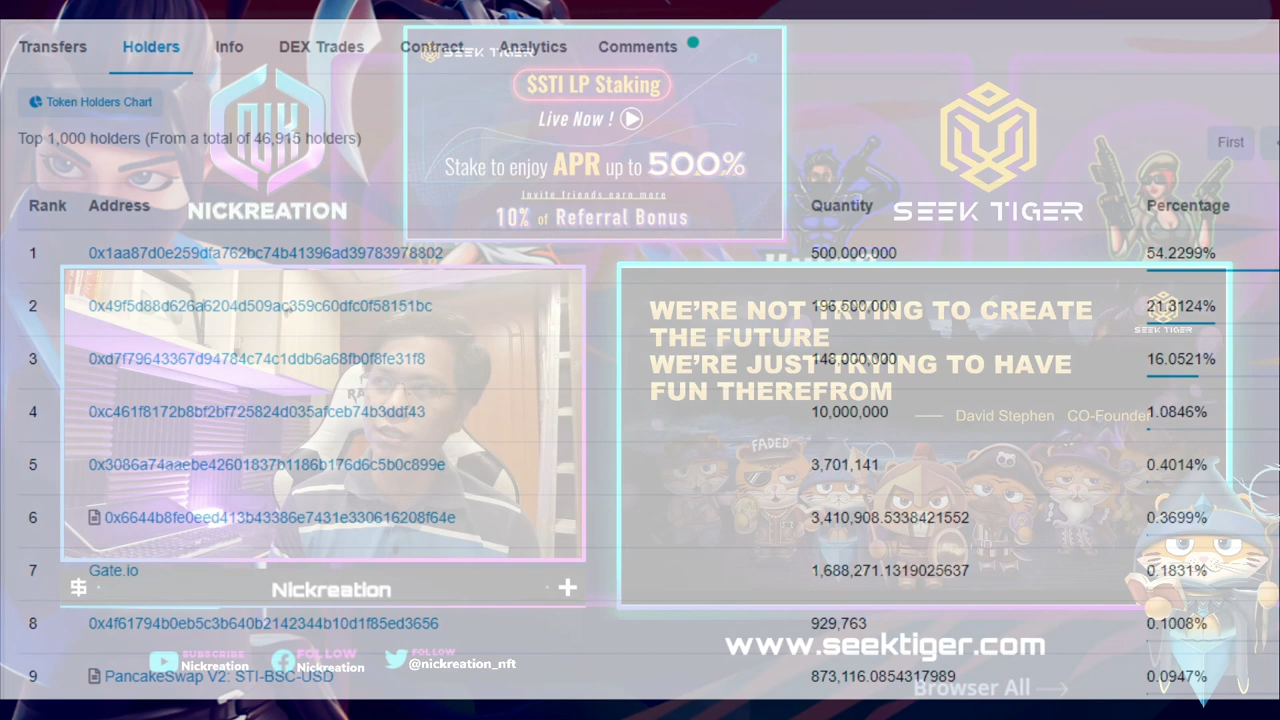 Transfers Holders Info DEX Trades Contract Analytics Comments
SEEK TIGER
Token Holders Chart
$STI LP Staking
Live Now !
Top 1,000 holders (From a total of 46,915 holders)
First
Stake to enjoy APR up to 500%
Invite friends earn more
10% of Referral Bonus
NICKREATION
SEEK TIGER
Rank Address Quantity Percentage
1 0x1aa87d0e259dfa762bc74b41396ad39783978802 500,000,000 54.2299%
2 0x49f5d88d626a6204d509ac359c60dfc0f58151bc 196,500,000 21.3124%
WE'RE NOT TRYING TO CREATE
THE FUTURE
WE'RE JUST TRYING TO HAVE
FUN THEREFROM
David Stephen CO-Founder
SEEK TIGER
3 0xd7f79643367d94784c74c1ddb6a68fb0f8fe31f8 148,000,000 16.0521%
4 0xc461f8172b8bf2bf725824d035afceb74b3ddf43 10,000,000 1.0846%
FADED
5 0x3086a74aaebe42601837b1186b176d6c5b0c899e 3,701,141 0.4014%
6 0x6644b8fe0eed413b43386e7431e330616208f64e 3,410,908.5338421552 0.3699%
7 Gate.io 1,688,271.1319025637 0.1831%
Nickreation
8 0x4f61794b0eb5c3b640b2142344b10d1f85ed3656 929,763 0.1008%
www.seektiger.com
SUBSCRIBE
Nickreation
FOLLOW
Nickreation
FOLLOW
@nickreation_nft
9 PancakeSwap V2: STI-BSC-USD 873,116.0854317989 0.0947%
Browser All